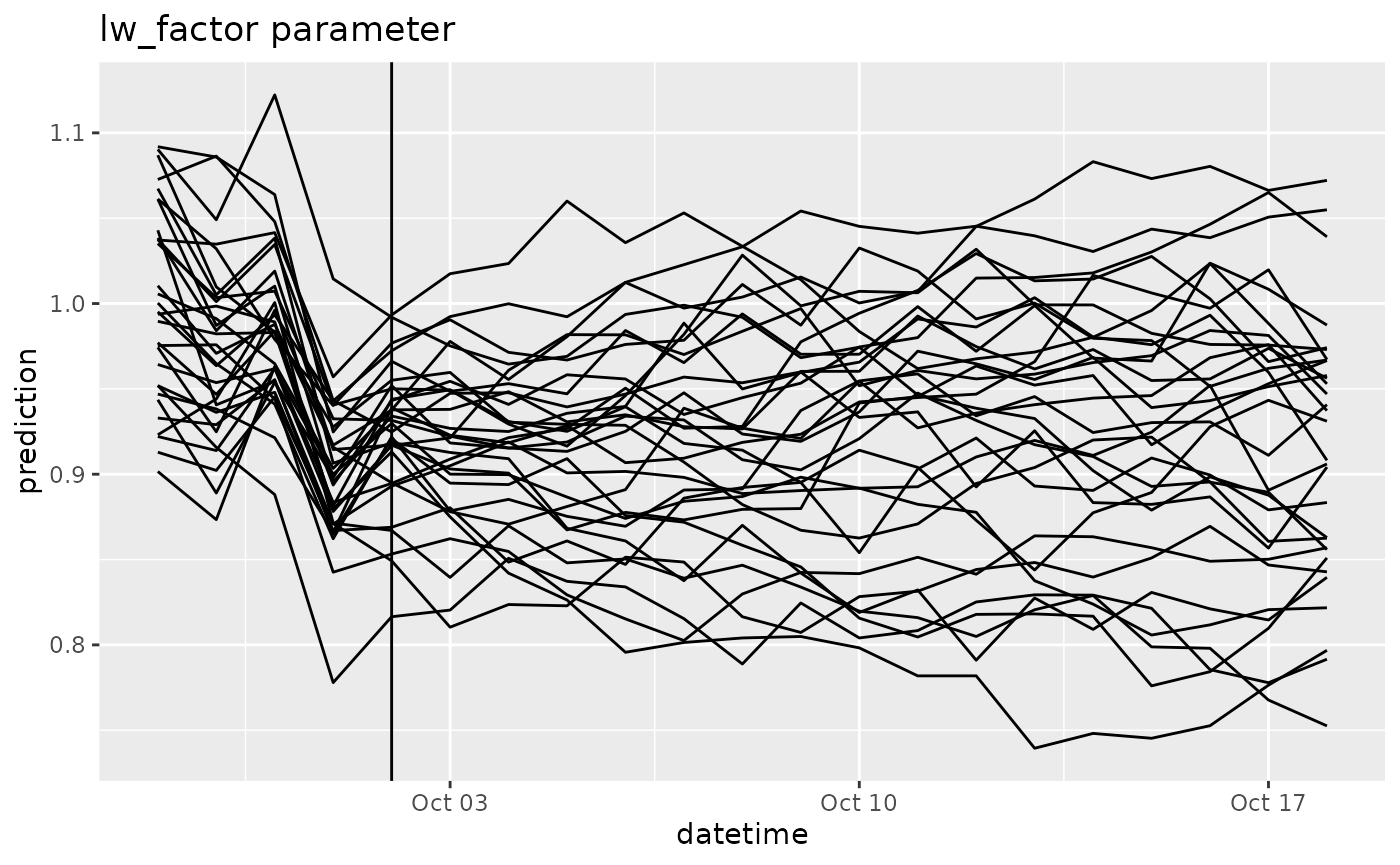 lw_factor parameter
1.1
1.0
0.9
0.8
prediction
Oct 03
Oct 10
Oct 17
datetime